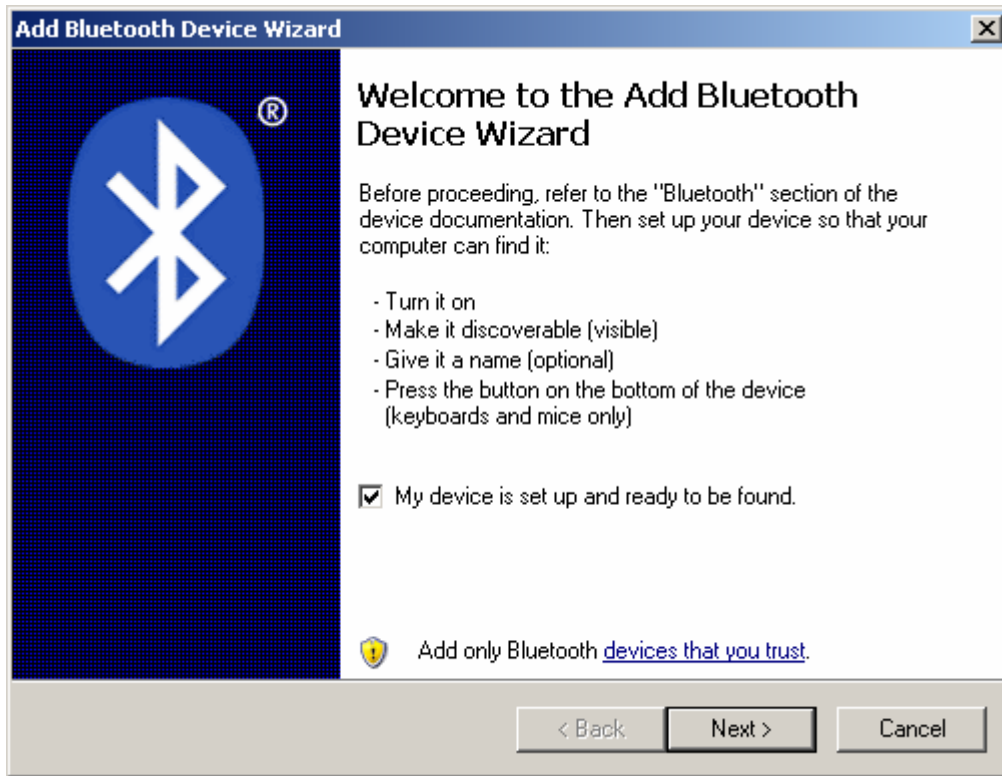 Add Bluetooth Device Wizard
®
Welcome to the Add Bluetooth
Device Wizard
Before proceeding, refer to the "Bluetooth" section of the
device documentation. Then set up your device so that your
computer can find it:
- Turn it on
- Make it discoverable (visible)
- Give it a name (optional)
- Press the button on the bottom of the device
(keyboards and mice only)
My device is set up and ready to be found.
Add only Bluetooth devices that you trust.
< Back
Next >
Cancel